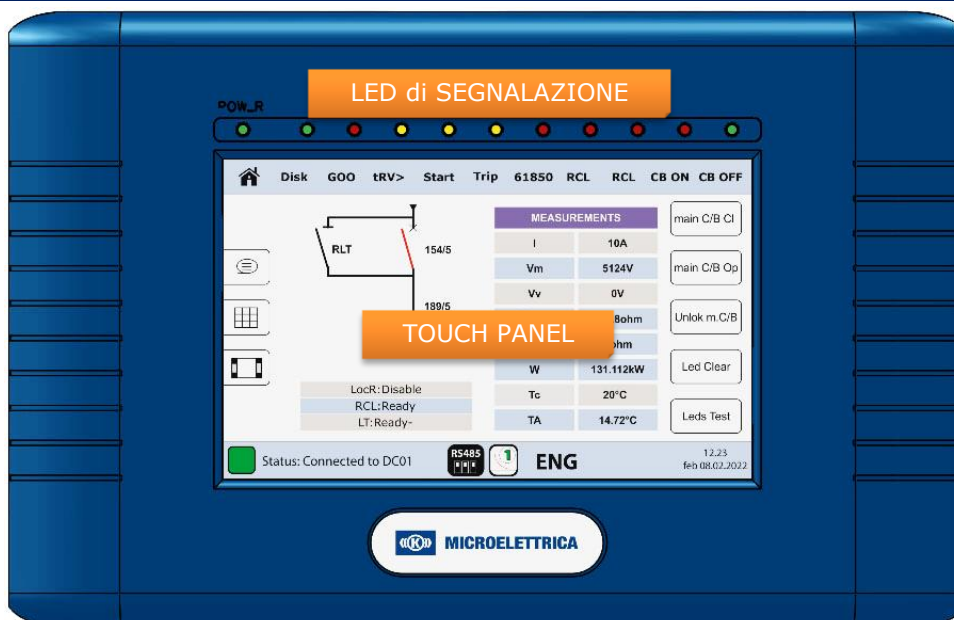 LED di SEGNALAZIONE
POW_R
Disk GOO tRV> Start Trip 61850 RCL RCL CB ON CB OFF
MEASUREMENTS
I 10A
Vm 5124V
Vv 0V
8ohm
W 131.112kW
Tc 20°C
TA 14.72°C
RLT
154/5
189/5
TOUCH PANEL
LocR:Disable
RCL:Ready
LT:Ready-
main C/B Cl
main C/B Op
Unlok m.C/B
Led Clear
Leds Test
Status: Connected to DC01
RS485
1
ENG
12.23
feb 08.02.2022
((K)) MICROELETTRICA